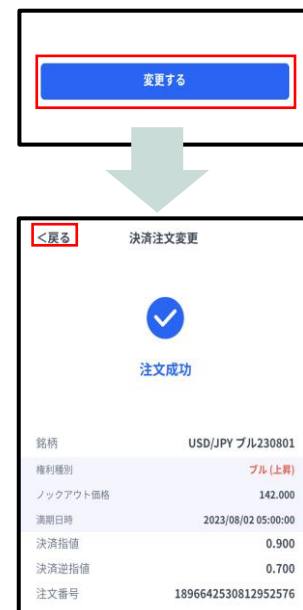 変更する
<戻る 決済注文変更
注文成功
銘柄 USD/JPY ブル230801
権利種別 ブル (上昇)
ノックアウト価格 142.000
満期日時 2023/08/02 05:00:00
決済指値 0.900
決済逆指値 0.700
注文番号 1896642530812952576